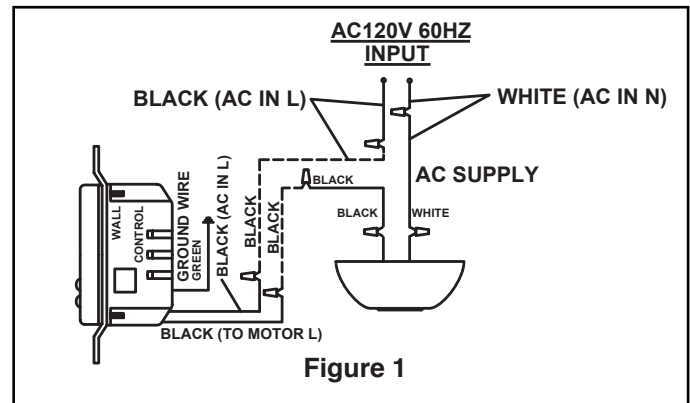 AC120V 60HZ
INPUT
BLACK (AC IN L)
WHITE (AC IN N)
AC SUPPLY
BLACK
BLACK
WHITE
WALL
CONTROL
GROUND WIRE
GREEN
BLACK (AC IN L)
BLACK
BLACK
BLACK (TO MOTOR L)
Figure 1